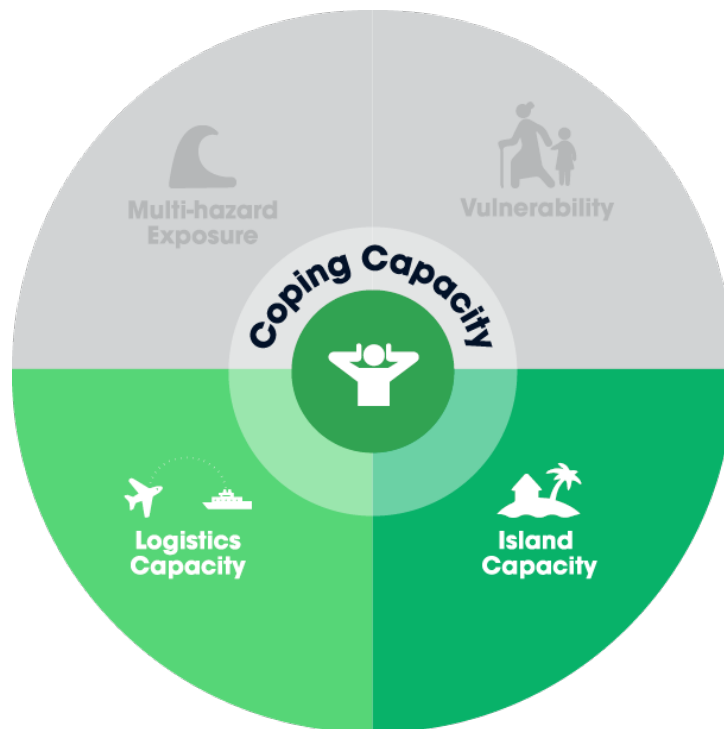 Multi-hazard
Exposure
Vulnerability
Coping Capacity
Logistics
Capacity
Island
Capacity